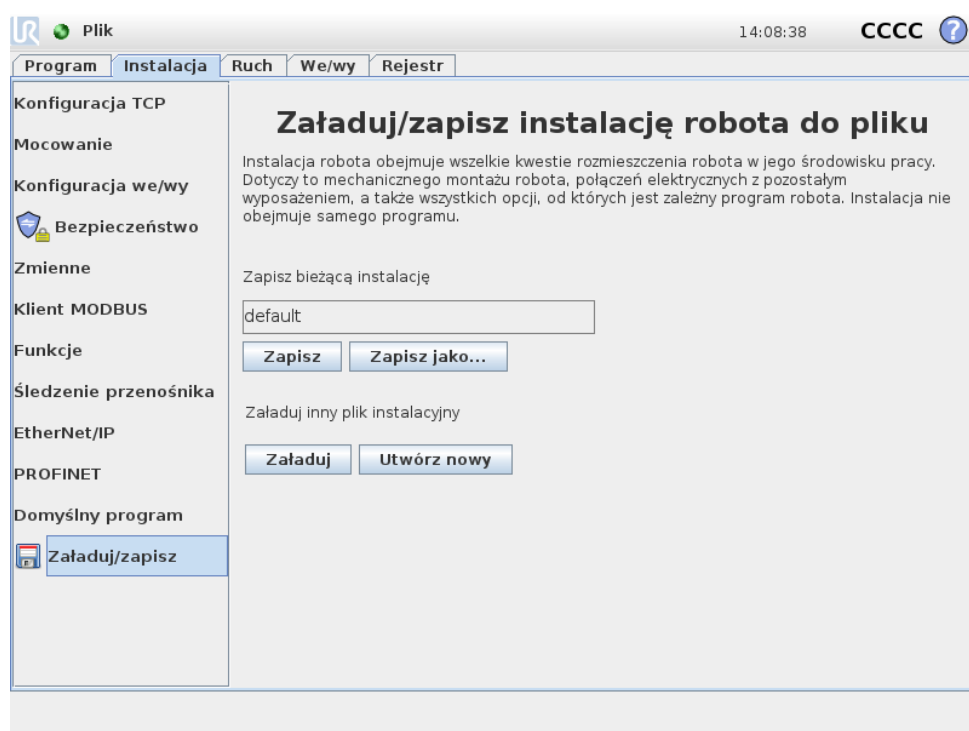 UR Plik 14:08:38 CCCC ?
Program Instalacja Ruch We/wy Rejestr
Konfiguracja TCP
Mocowanie
Konfiguracja we/wy
Bezpieczeństwo
Zmienne
Klient MODBUS
Funkcje
Śledzenie przenośnika
EtherNet/IP
PROFINET
Domyślny program
Załaduj/zapisz
Załaduj/zapisz instalację robota do pliku
Instalacja robota obejmuje wszelkie kwestie rozmieszczenia robota w jego środowisku pracy.
Dotyczy to mechanicznego montażu robota, połączeń elektrycznych z pozostałym
wyposażeniem, a także wszystkich opcji, od których jest zależny program robota. Instalacja nie
obejmuje samego programu.
Zapisz bieżącą instalację
default
Zapisz Zapisz jako...
Załaduj inny plik instalacyjny
Załaduj Utwórz nowy